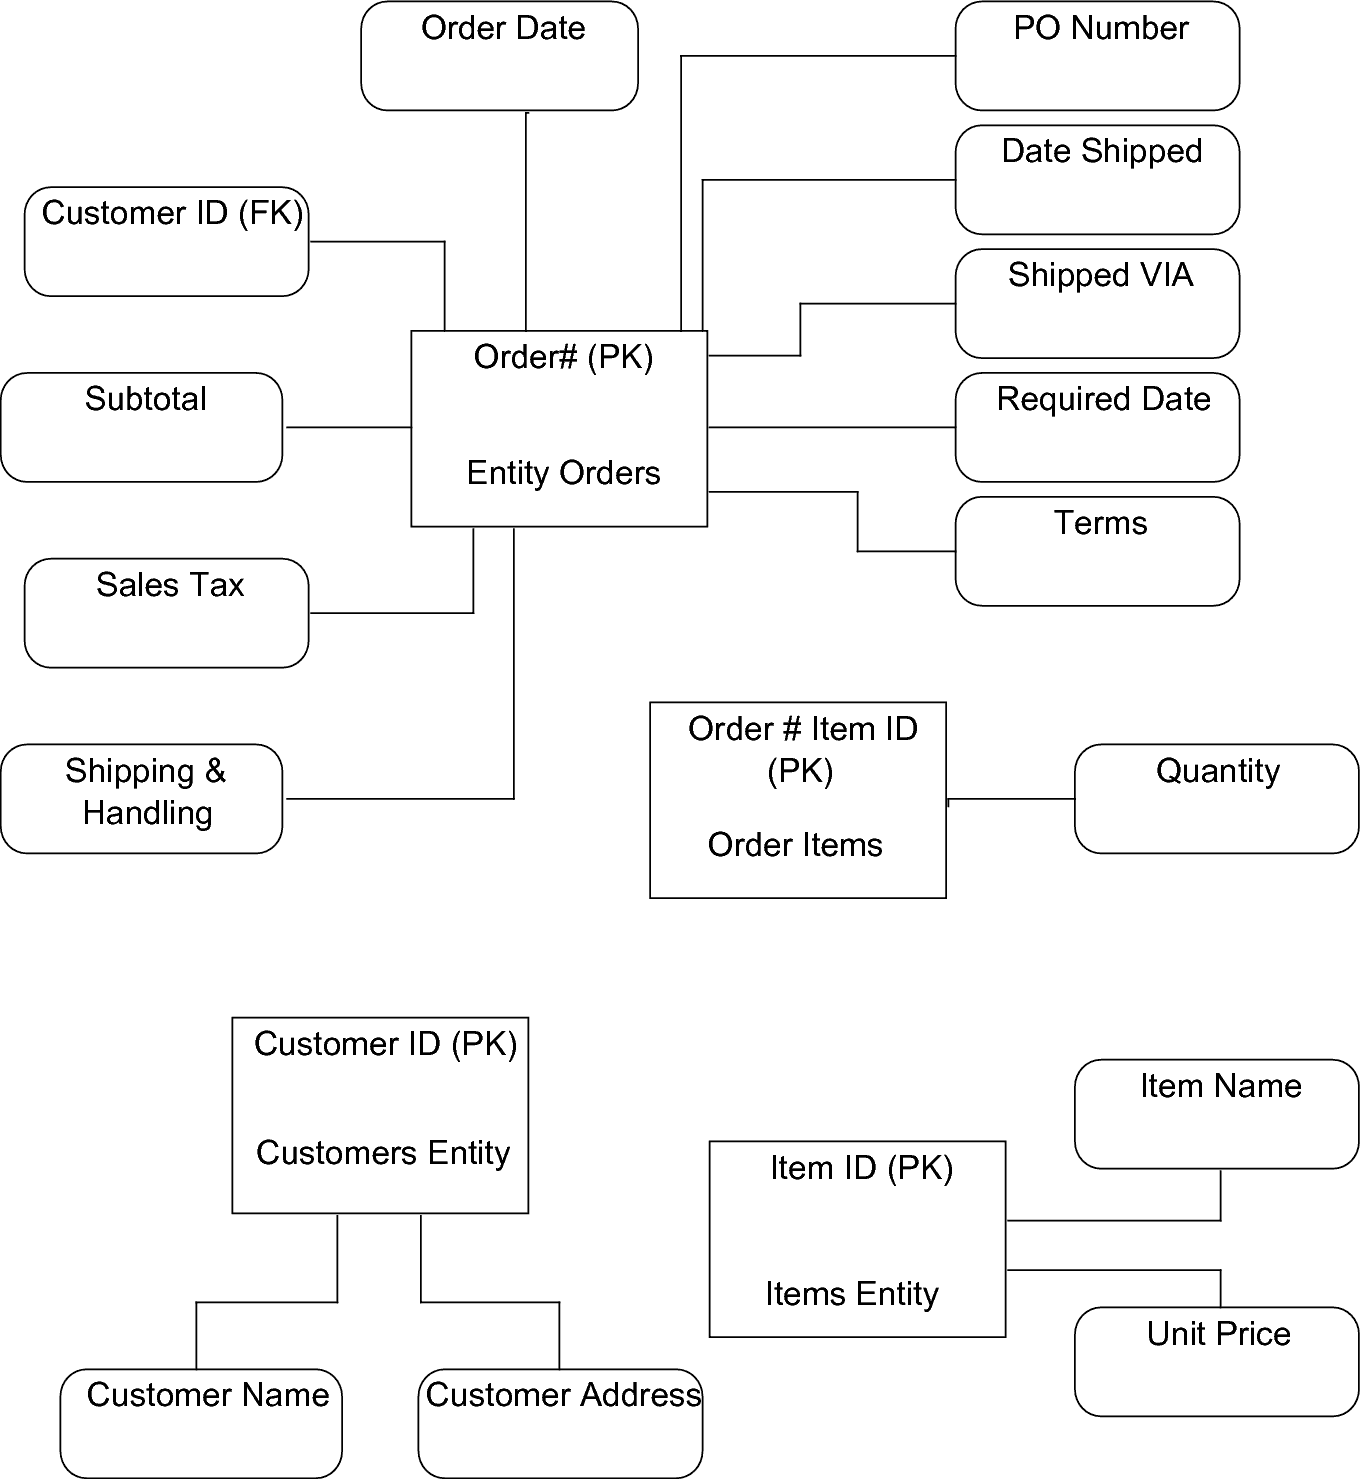 Order Date
PO Number
Date Shipped
Customer ID (FK)
Shipped VIA
Order# (PK)
Entity Orders
Subtotal
Required Date
Terms
Sales Tax
Shipping &
Handling
Order # Item ID
(PK)
Order Items
Quantity
Customer ID (PK)
Customers Entity
Item Name
Item ID (PK)
Items Entity
Unit Price
Customer Name
Customer Address